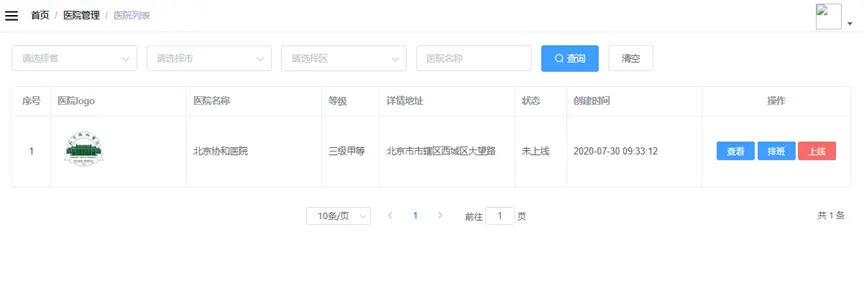 首页 / 医院管理 / 医院列表
请选择省 请选择市 请选择区 医院名称 查询 清空
序号 医院logo 医院名称 等级 详情地址 状态 创建时间 操作
1 北京协和医院 三级甲等 北京市市辖区西城区大望路 未上线 2020-07-30 09:33:12 查看 排班 上线
10条/页 1 前往 1 页 共 1 条